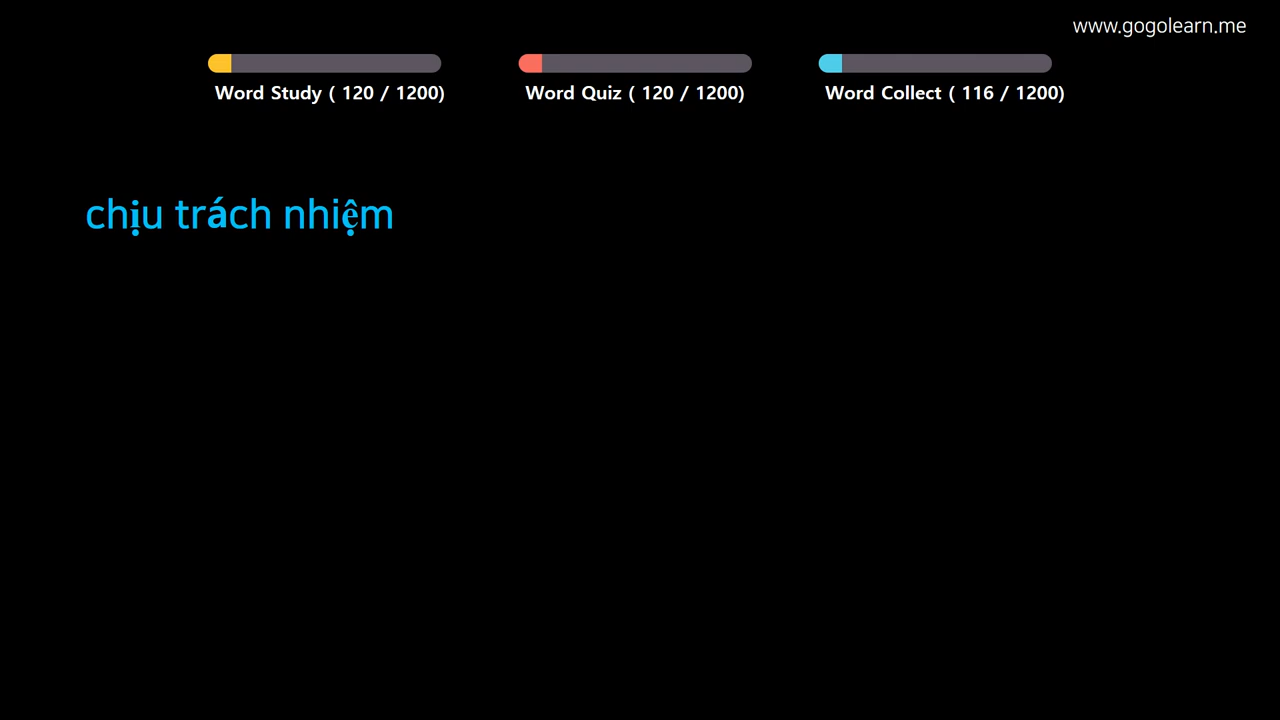 www.gogolearn.me
Word Study ( 120 / 1200)
Word Quiz ( 120 / 1200)
Word Collect ( 116 / 1200)
chịu trách nhiệm